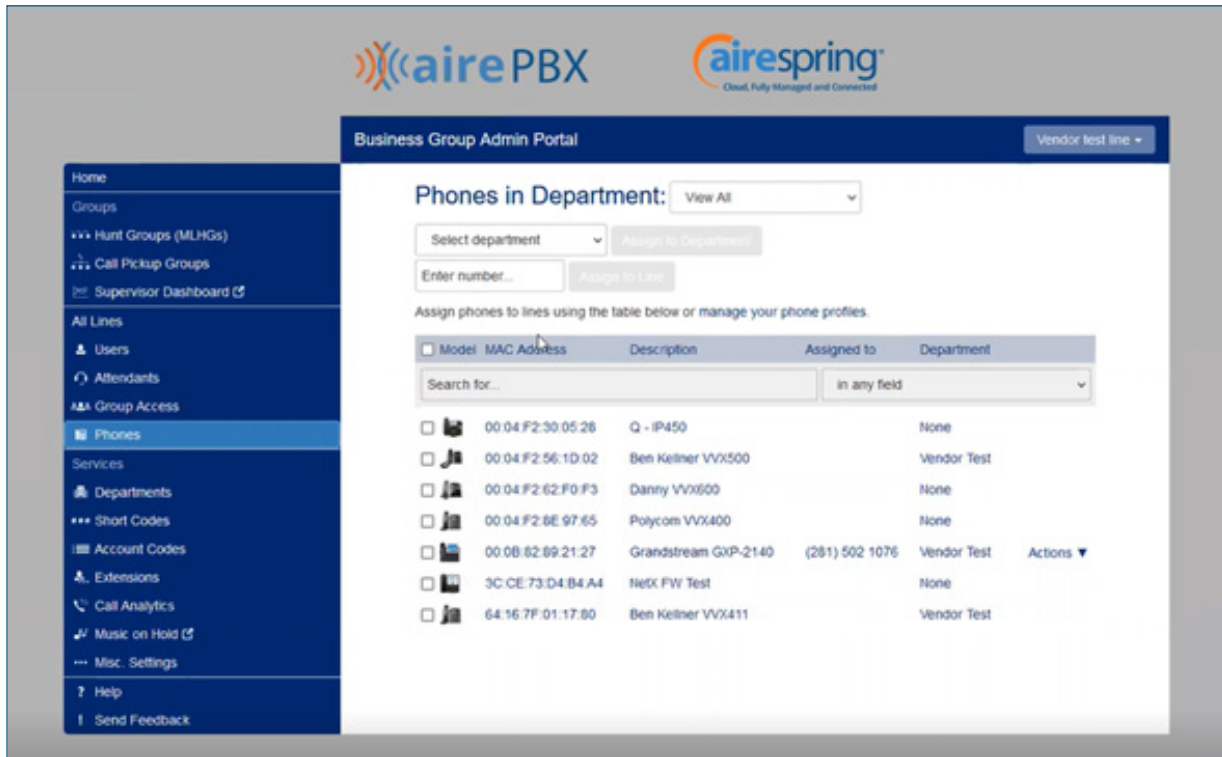 airePBX
airespring
Cloud, Fully Managed and Connected
Business Group Admin Portal
Vendor test line
Home
Groups
Hunt Groups (MLHGs)
Call Pickup Groups
Supervisor Dashboard
All Lines
Users
Attendants
Group Access
Phones
Services
Departments
Short Codes
Account Codes
Extensions
Call Analytics
Music on Hold
Misc. Settings
? Help
! Send Feedback
Phones in Department: View All
Select department Assign to Department
Enter number... Assign to Line
Assign phones to lines using the table below or manage your phone profiles.
Model MAC Address Description Assigned to Department
Search for... in any field
00:04:F2:30:05:28 Q - IP450 None
00:04:F2:56:1D:02 Ben Kellner VVX500 Vendor Test
00:04:F2:62:F0:F3 Danny VVX600 None
00:04:F2:8E:97:65 Polycom VVX400 None
00:0B:82:89:21:27 Grandstream GXP-2140 (281) 502 1076 Vendor Test Actions ▼
3C:CE:73:D4:B4:A4 NetX FW Test None
64:16:7F:01:17:80 Ben Kellner VVX411 Vendor Test